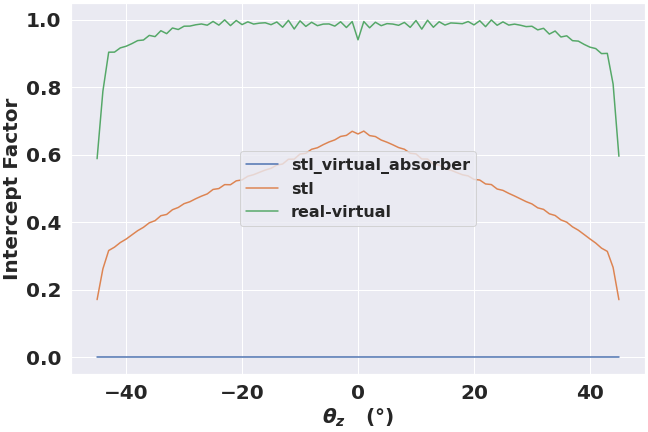 1.0
0.8
0.6
0.4
0.2
0.0
Intercept Factor
stl_virtual_absorber
stl
real-virtual
−40
−20
0
20
40
θz (°)